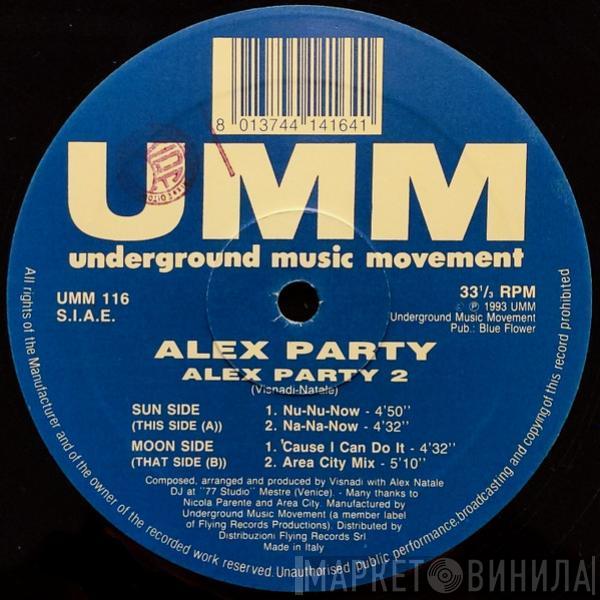 8 013744 141641
UMM
underground music movement
UMM 116
S.I.A.E.
33 1/3 RPM
© ℗ 1993 UMM
Underground Music Movement
Pub.: Blue Flower
ALEX PARTY
ALEX PARTY 2
(Visnadi-Natale)
SUN SIDE
(THIS SIDE (A))
1. Nu-Nu-Now - 4'50''
2. Na-Na-Now - 4'32''
MOON SIDE
(THAT SIDE (B))
1. 'Cause I Can Do It - 4'32''
2. Area City Mix - 5'10''
Composed, arranged and produced by Visnadi with Alex Natale
DJ at "77 Studio" Mestre (Venice). - Many thanks to
Nicola Parente and Area City. Manufactured by
Underground Music Movement (a member label
of Flying Records Productions). Distributed by
Distribuzioni Flying Records Srl
Made in Italy
All rights of the Manufacturer and of the owner of the recorded work reserved. Unauthorised public performance, broadcasting and copying of this record prohibited
МАРКЕТ ВИНИЛА